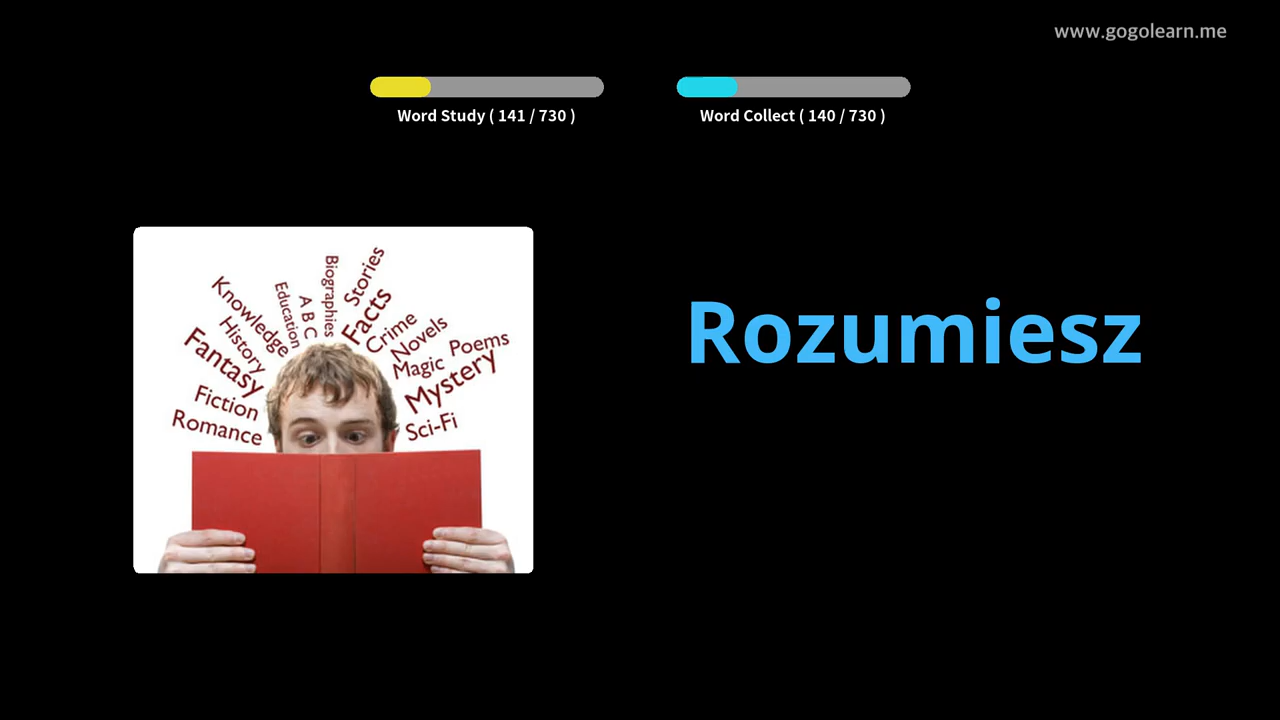 www.gogolearn.me
Word Study ( 141 / 730 )
Word Collect ( 140 / 730 )
Rozumiesz
Biographies
Stories
Education
A B C
Facts
Knowledge
History
Crime
Novels
Poems
Fantasy
Magic
Mystery
Fiction
Romance
Sci-Fi